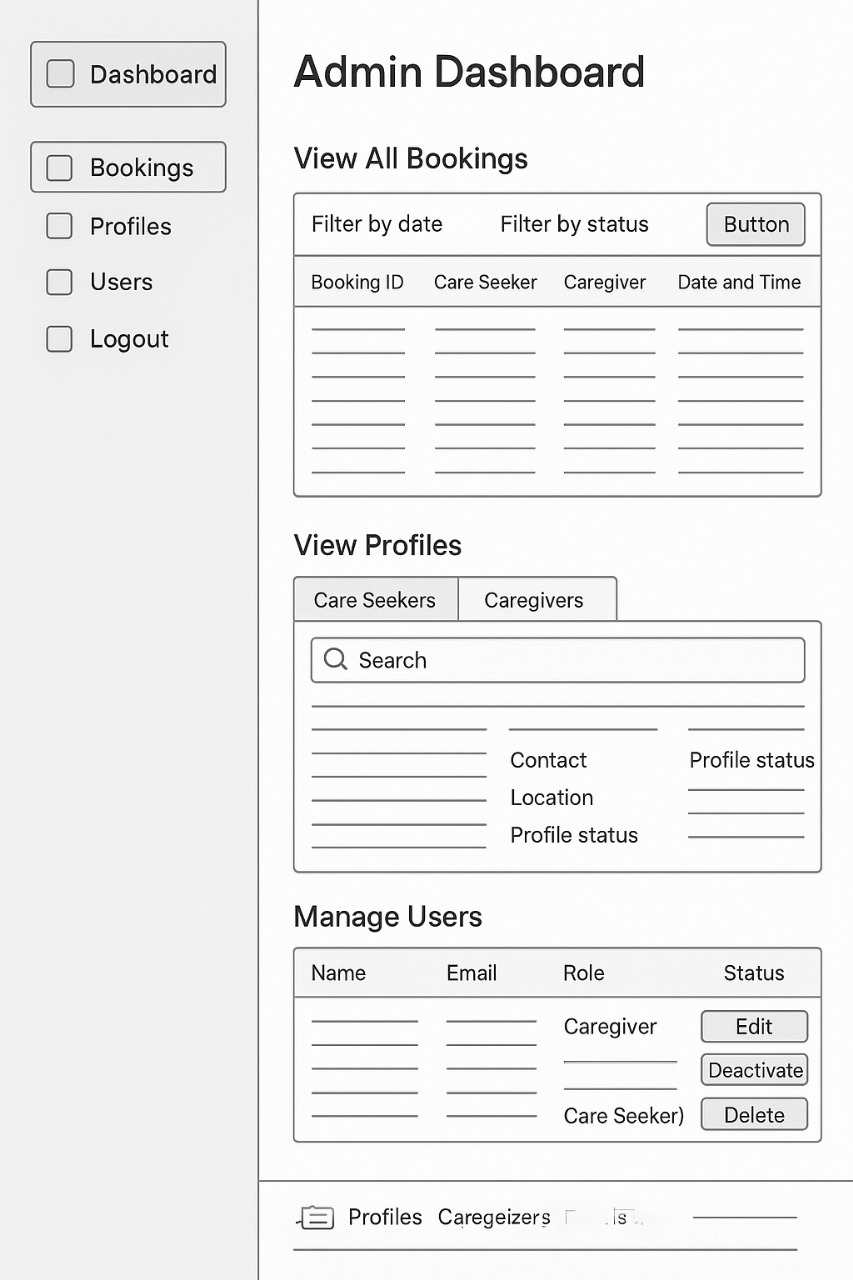 Dashboard
Bookings
Profiles
Users
Logout
Admin Dashboard
View All Bookings
Filter by date Filter by status Button
Booking ID Care Seeker Caregiver Date and Time
View Profiles
Care Seekers Caregivers
Search
Contact Profile status
Location
Profile status
Manage Users
Name Email Role Status
Caregiver Edit
Deactivate
Care Seeker) Delete
Profiles Caregeizers